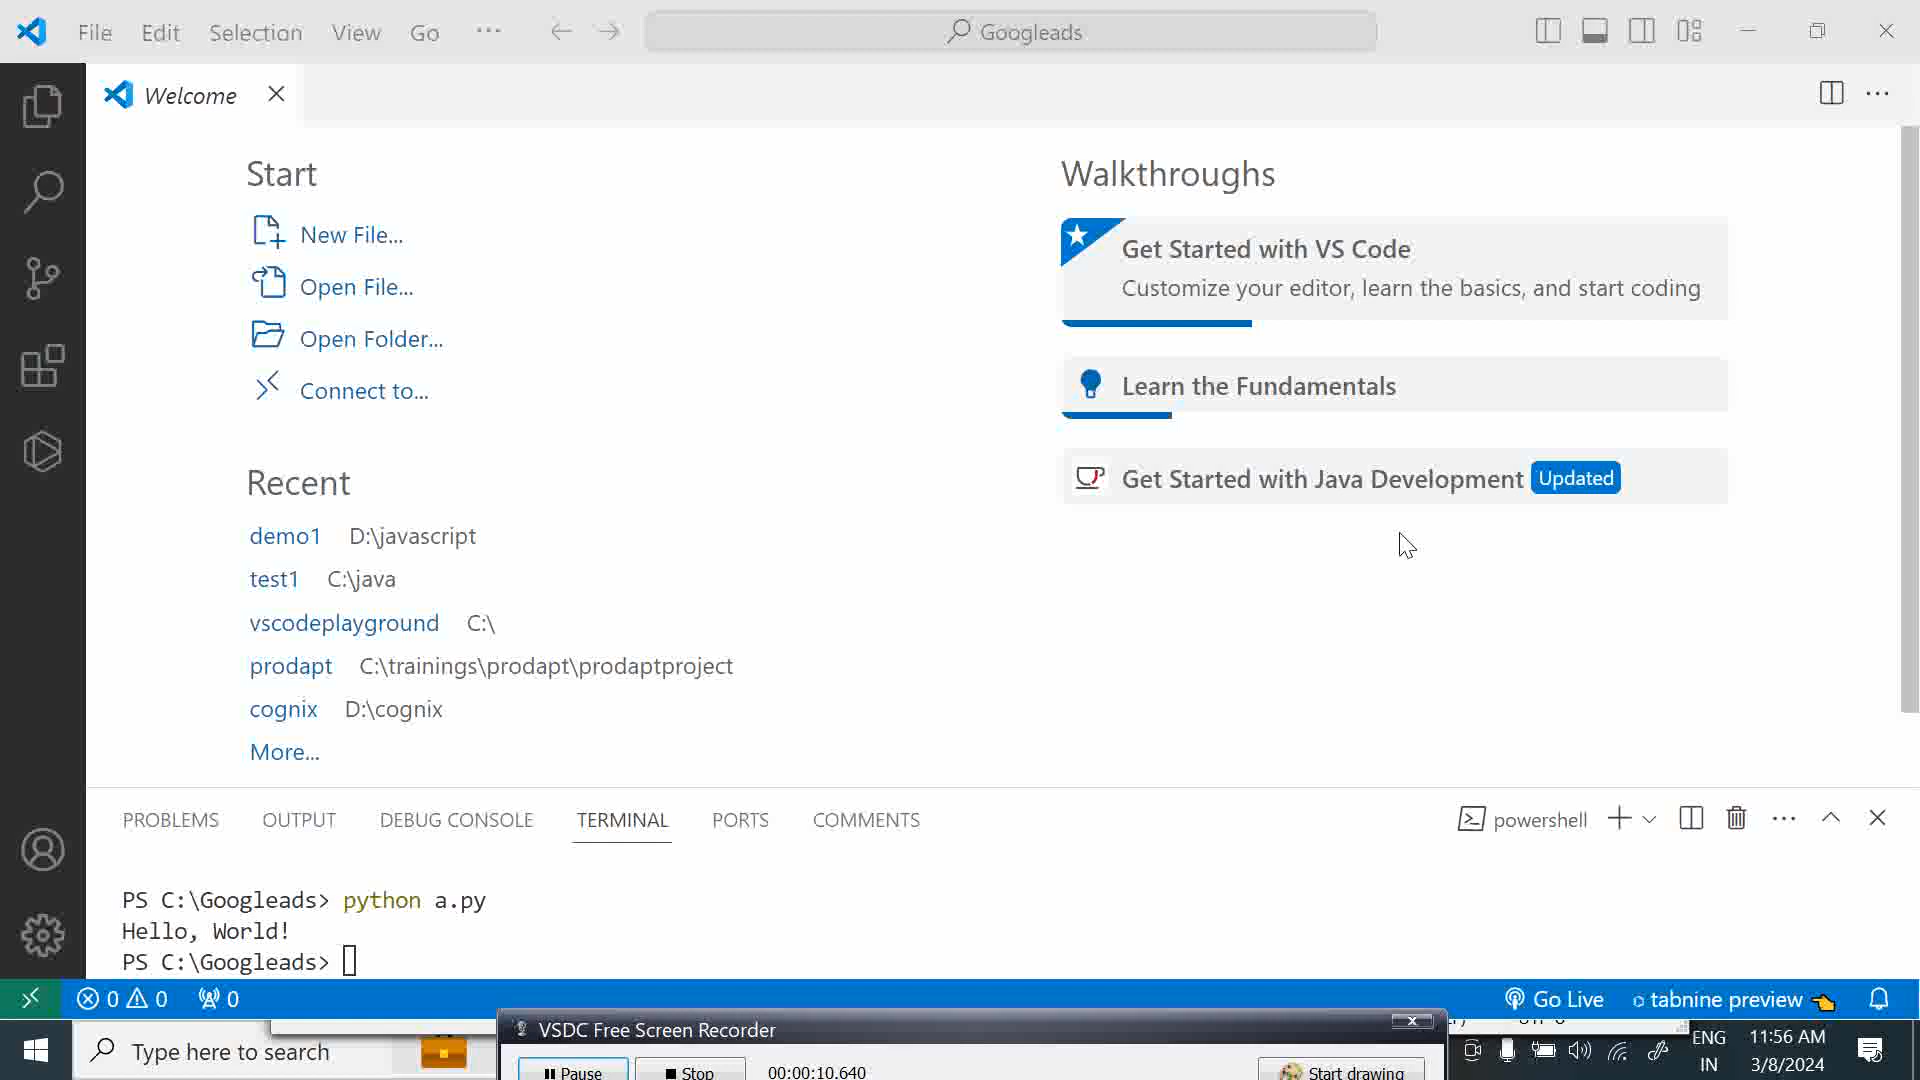 File Edit Selection View Go ··· Googleads
Welcome
Start
New File...
Open File...
Open Folder...
Connect to...
Recent
demo1 D:\javascript
test1 C:\java
vscodeplayground C:\
prodapt C:\trainings\prodapt\prodaptproject
cognix D:\cognix
More...
Walkthroughs
Get Started with VS Code
Customize your editor, learn the basics, and start coding
Learn the Fundamentals
Get Started with Java Development Updated
PROBLEMS OUTPUT DEBUG CONSOLE TERMINAL PORTS COMMENTS powershell
PS C:\Googleads> python a.py
Hello, World!
PS C:\Googleads>
0 0 0 Go Live tabnine preview
VSDC Free Screen Recorder
Type here to search
Pause Stop 00:00:10.640 Start drawing
ENG
IN
11:56 AM
3/8/2024